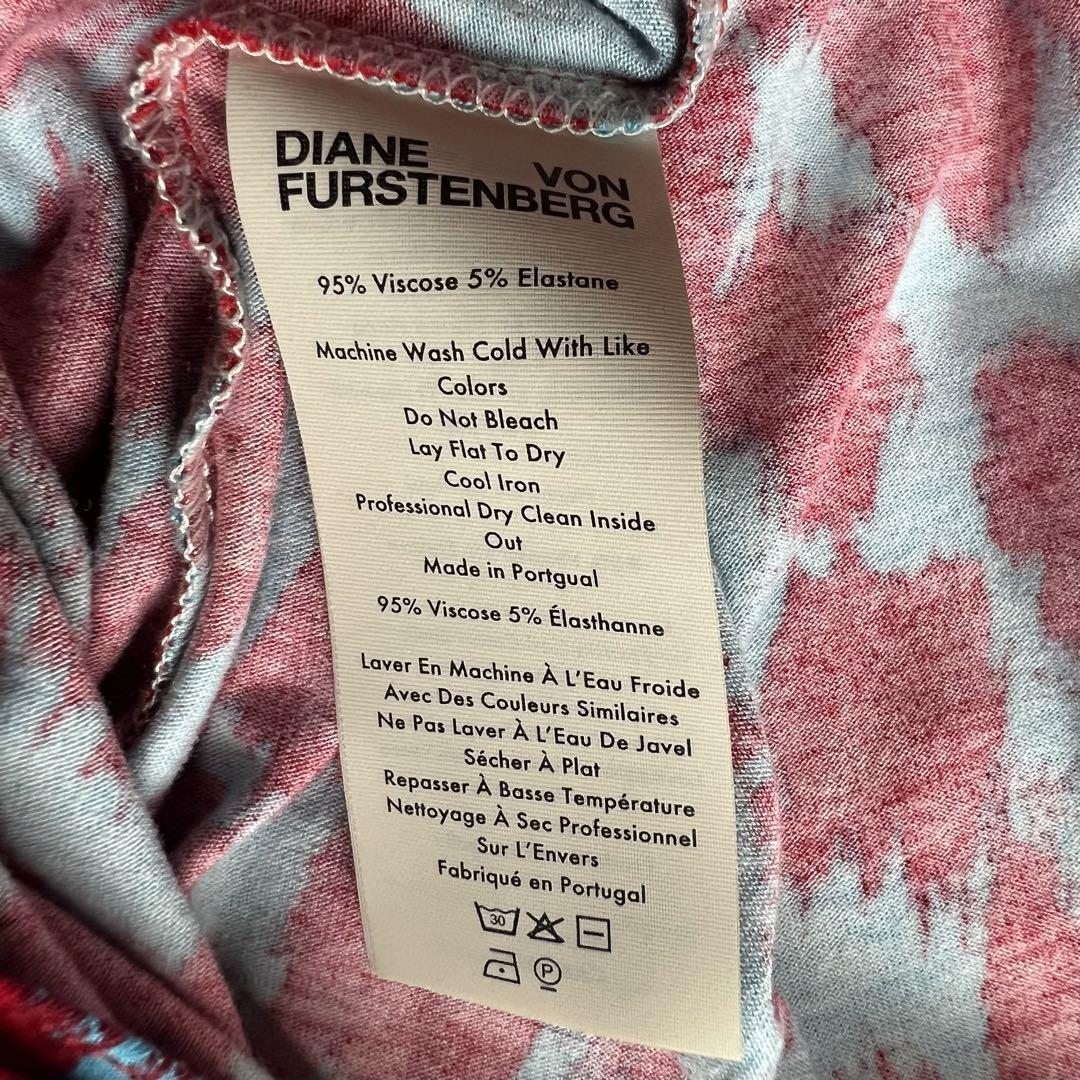 DIANE VON
FURSTENBERG
95% Viscose 5% Elastane
Machine Wash Cold With Like
Colors
Do Not Bleach
Lay Flat To Dry
Cool Iron
Professional Dry Clean Inside
Out
Made in Portgual
95% Viscose 5% Élasthanne
Laver En Machine À L'Eau Froide
Avec Des Couleurs Similaires
Ne Pas Laver À L'Eau De Javel
Sécher À Plat
Repasser À Basse Température
Nettoyage À Sec Professionnel
Sur L'Envers
Fabriqué en Portugal
30
P